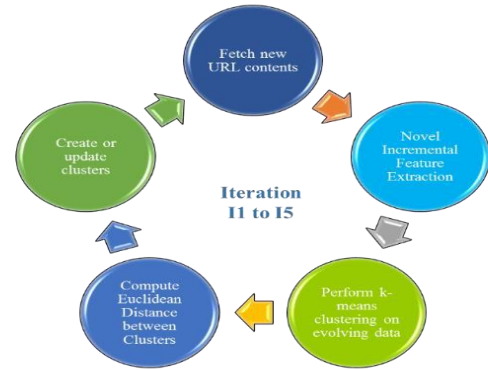 Fetch new
URL contents
Novel
Incremental
Feature
Extraction
Perform k-
means
clustering on
evolving data
Compute
Euclidean
Distance
between
Clusters
Create or
update
clusters
Iteration
I1 to I5